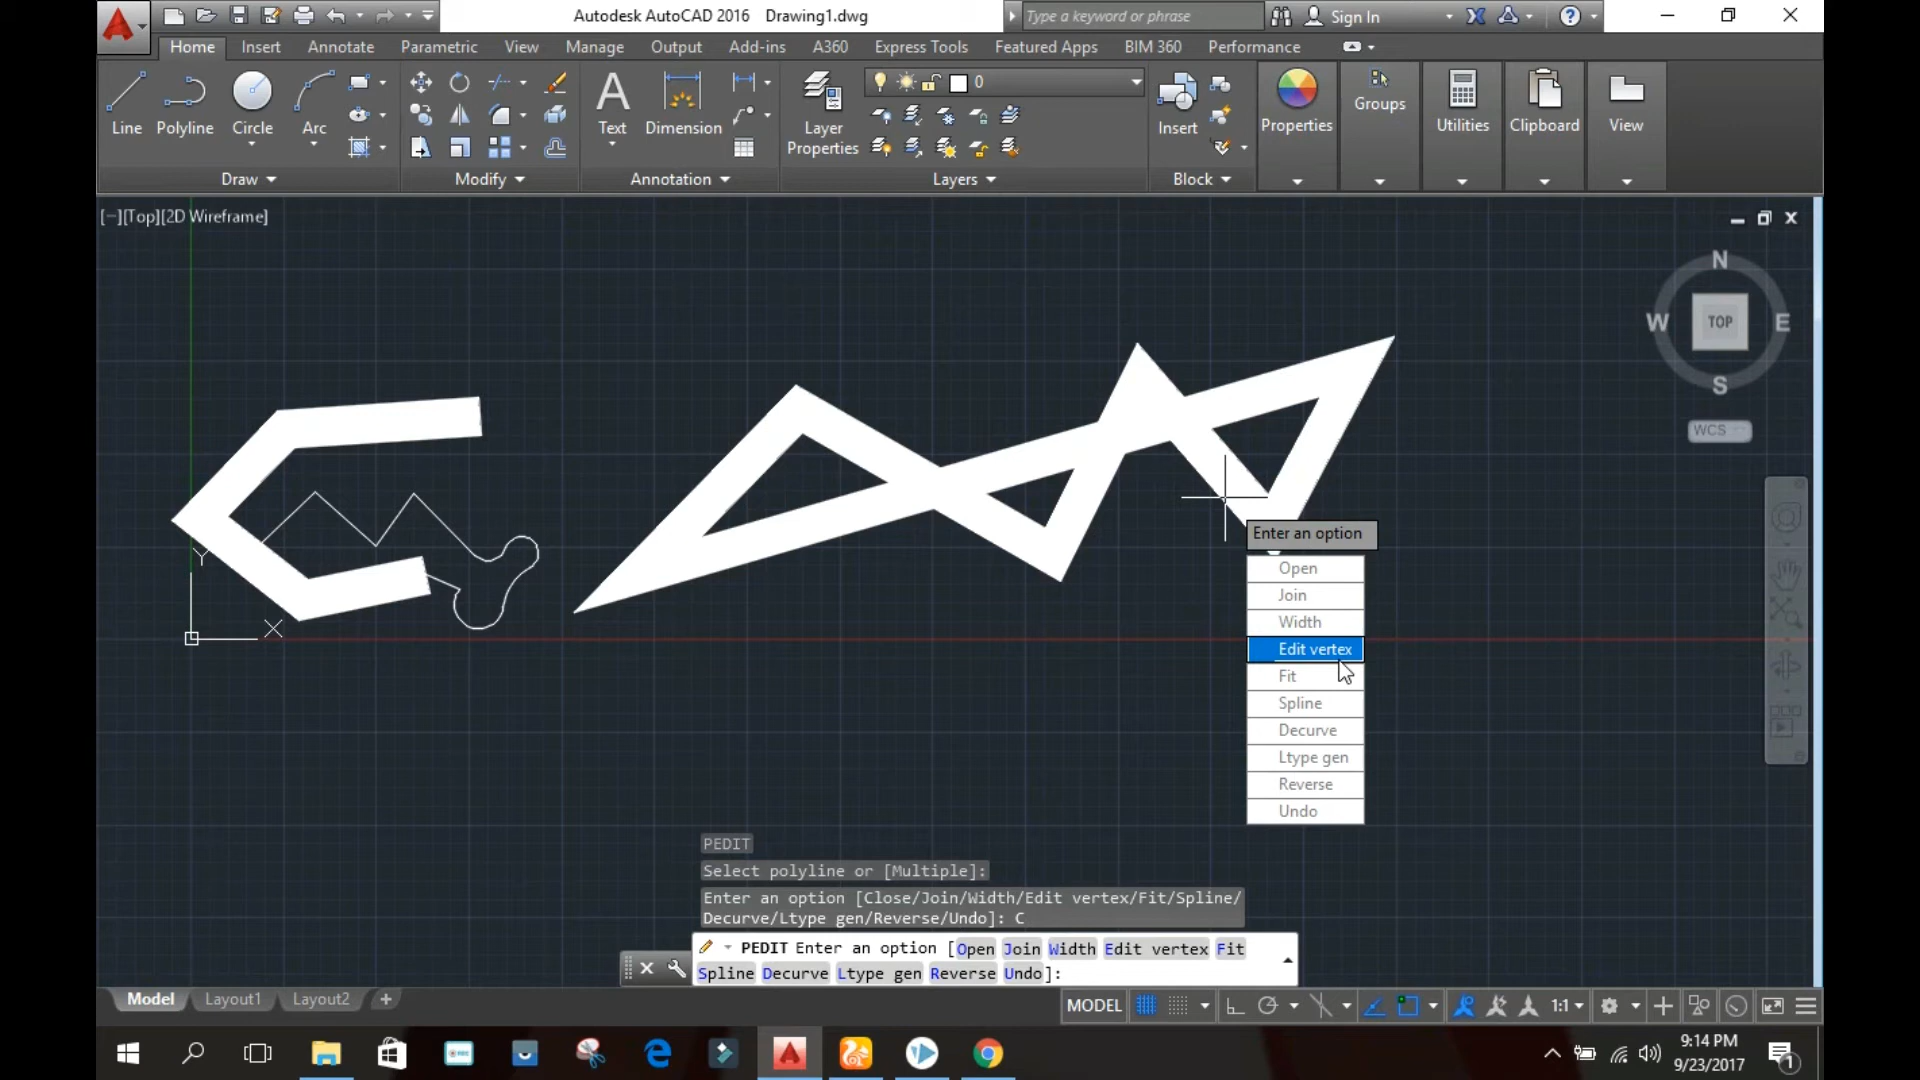 Autodesk AutoCAD 2016 Drawing1.dwg
Type a keyword or phrase
Sign In
Home Insert Annotate Parametric View Manage Output Add-ins A360 Express Tools Featured Apps BIM 360 Performance
0
Line Polyline Circle Arc
Text Dimension
Layer Properties
Insert
Properties
Groups
Utilities
Clipboard
View
Draw Modify Annotation Layers Block
[−][Top][2D Wireframe]
N
W TOP E
S
WCS
Y
X
Enter an option
Open
Join
Width
Edit vertex
Fit
Spline
Decurve
Ltype gen
Reverse
Undo
PEDIT
Select polyline or [Multiple]:
Enter an option [Close/Join/Width/Edit vertex/Fit/Spline/
Decurve/Ltype gen/Reverse/Undo]: C
PEDIT Enter an option [Open Join Width Edit vertex Fit
Spline Decurve Ltype gen Reverse Undo]:
Model Layout1 Layout2 +
MODEL 1:1
9:14 PM
9/23/2017
1